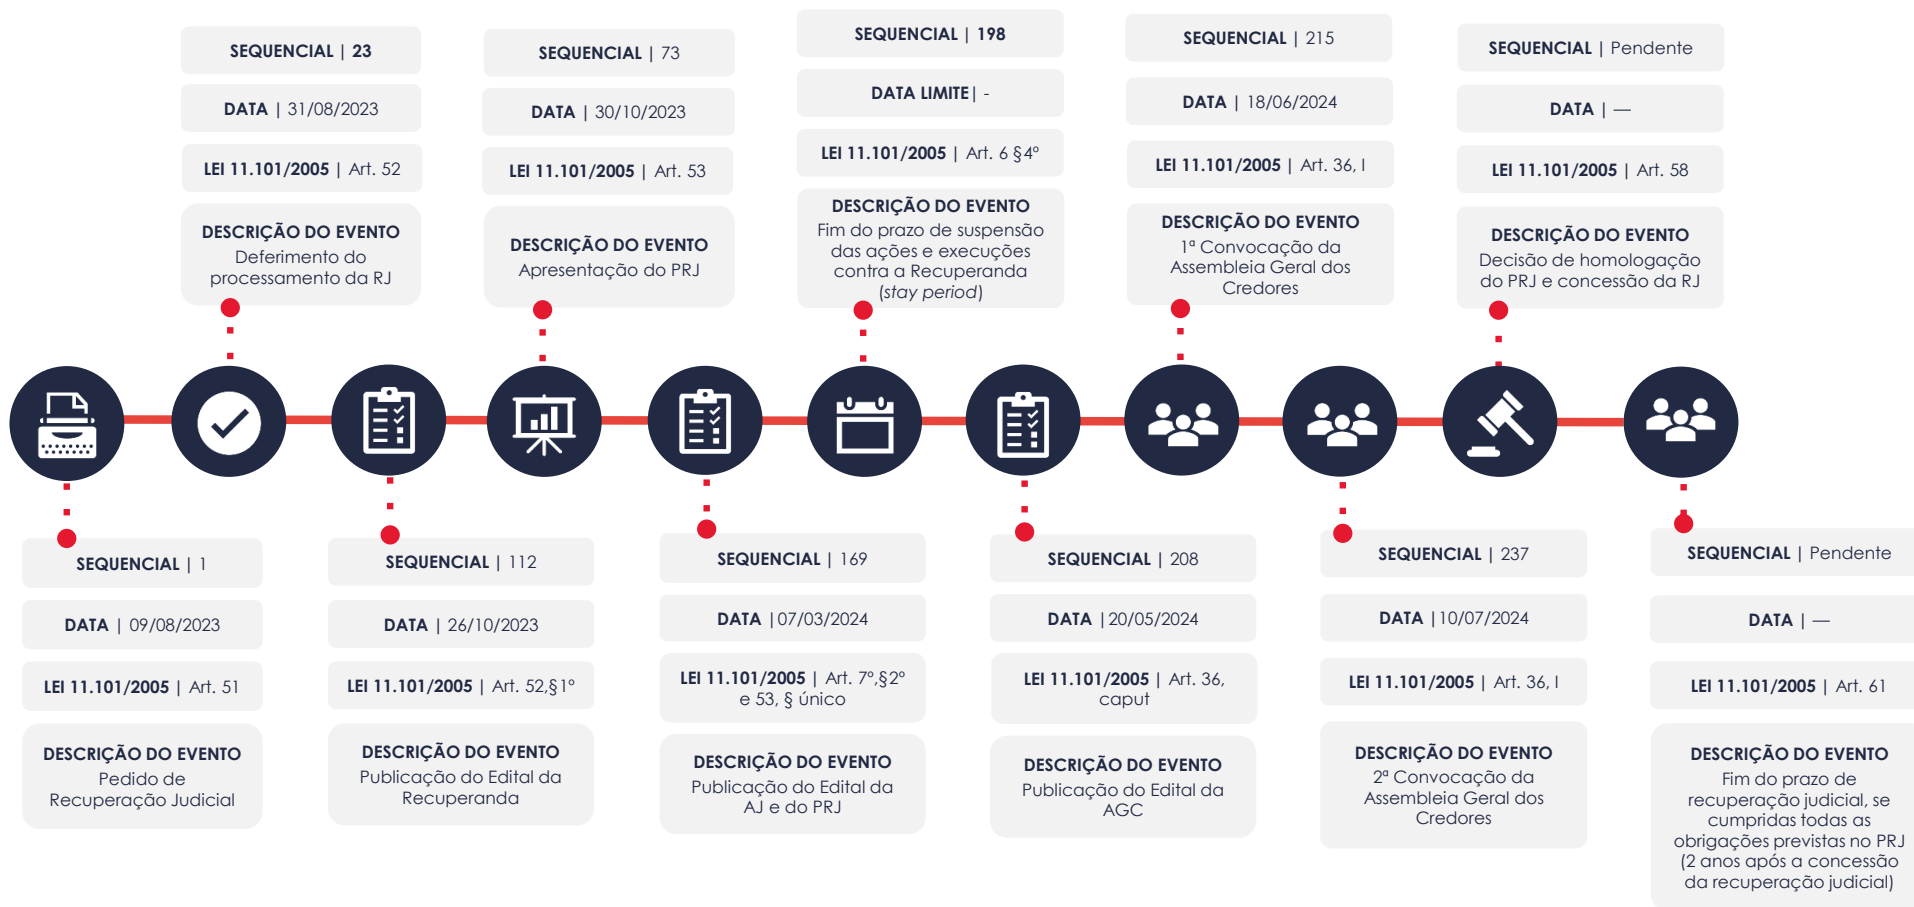 SEQUENCIAL | 23
DATA | 31/08/2023
LEI 11.101/2005 | Art. 52
DESCRIÇÃO DO EVENTO
Deferimento do
processamento da RJ
SEQUENCIAL | 73
DATA | 30/10/2023
LEI 11.101/2005 | Art. 53
DESCRIÇÃO DO EVENTO
Apresentação do PRJ
SEQUENCIAL | 198
DATA LIMITE| -
LEI 11.101/2005 | Art. 6 §4º
DESCRIÇÃO DO EVENTO
Fim do prazo de suspensão
das ações e execuções
contra a Recuperanda
(stay period)
SEQUENCIAL | 215
DATA | 18/06/2024
LEI 11.101/2005 | Art. 36, I
DESCRIÇÃO DO EVENTO
1ª Convocação da
Assembleia Geral dos
Credores
SEQUENCIAL | Pendente
DATA | —
LEI 11.101/2005 | Art. 58
DESCRIÇÃO DO EVENTO
Decisão de homologação
do PRJ e concessão da RJ
SEQUENCIAL | 1
DATA | 09/08/2023
LEI 11.101/2005 | Art. 51
DESCRIÇÃO DO EVENTO
Pedido de
Recuperação Judicial
SEQUENCIAL | 112
DATA | 26/10/2023
LEI 11.101/2005 | Art. 52,§1º
DESCRIÇÃO DO EVENTO
Publicação do Edital da
Recuperanda
SEQUENCIAL | 169
DATA |07/03/2024
LEI 11.101/2005 | Art. 7º,§2º
e 53, § único
DESCRIÇÃO DO EVENTO
Publicação do Edital da
AJ e do PRJ
SEQUENCIAL | 208
DATA |20/05/2024
LEI 11.101/2005 | Art. 36,
caput
DESCRIÇÃO DO EVENTO
Publicação do Edital da
AGC
SEQUENCIAL | 237
DATA |10/07/2024
LEI 11.101/2005 | Art. 36, I
DESCRIÇÃO DO EVENTO
2ª Convocação da
Assembleia Geral dos
Credores
SEQUENCIAL | Pendente
DATA | —
LEI 11.101/2005 | Art. 61
DESCRIÇÃO DO EVENTO
Fim do prazo de
recuperação judicial, se
cumpridas todas as
obrigações previstas no PRJ
(2 anos após a concessão
da recuperação judicial)